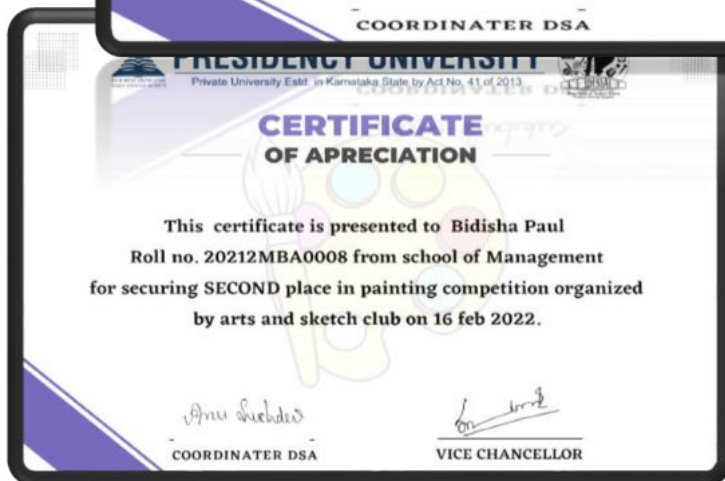 COORDINATER DSA
PRESIDENCY UNIVERSITY
Private University Estd. in Karnataka State by Act No. 41 of 2013
CERTIFICATE
OF APRECIATION
This certificate is presented to Bidisha Paul
Roll no. 20212MBA0008 from school of Management
for securing SECOND place in painting competition organized
by arts and sketch club on 16 feb 2022.
Anu Suchdev
COORDINATER DSA
VICE CHANCELLOR